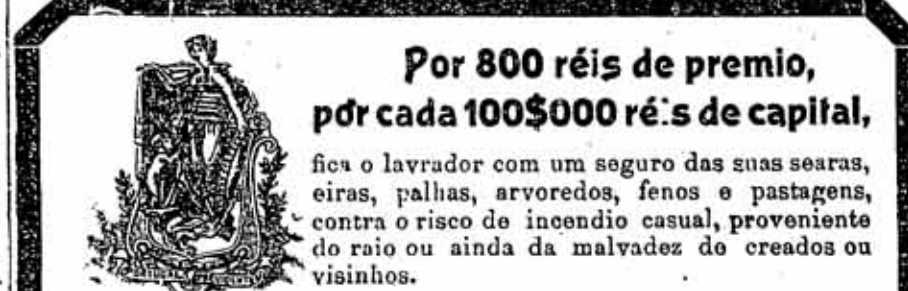 Por 800 réis de premio,
por cada 100$000 réis de capital,
fica o lavrador com um seguro das suas searas,
eiras, palhas, arvoredos, fenos e pastagens,
contra o risco de incendio casual, proveniente
do raio ou ainda da malvadez de creados ou
visinhos.
PORTUGAL PREVIDENTE